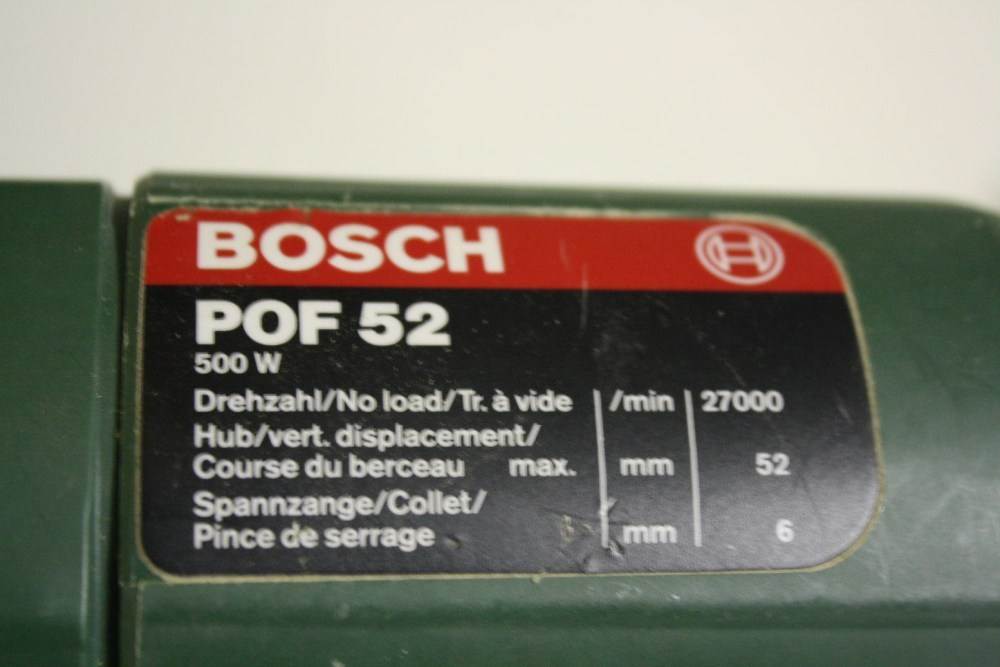 BOSCH
POF 52
500 W
Drehzahl/No load/Tr. à vide /min 27000
Hub/vert. displacement/
Course du berceau max. mm 52
Spannzange/Collet/
Pince de serrage mm 6